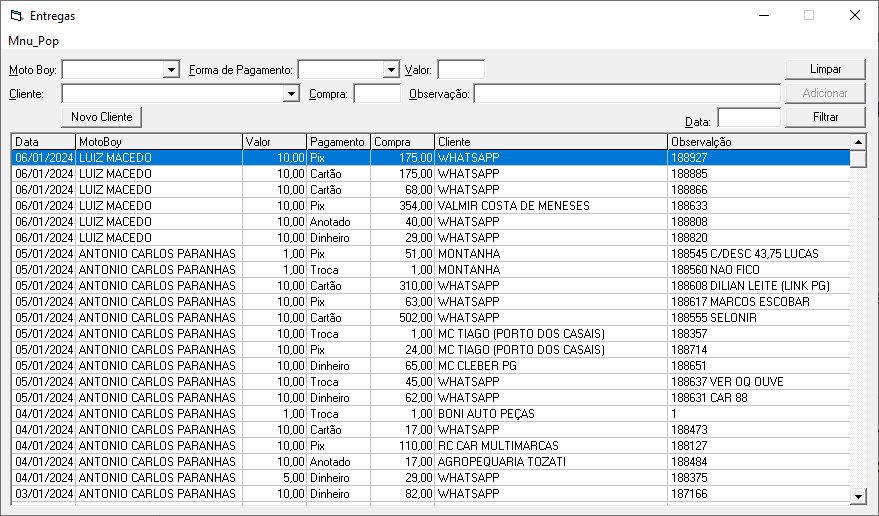 Entregas
Mnu_Pop
Moto Boy: Forma de Pagamento: Valor: Limpar
Cliente: Compra: Observação: Adicionar
Novo Cliente Data: Filtrar
Data MotoBoy Valor Pagamento Compra Cliente Observalção
06/01/2024 LUIZ MACEDO 10,00 Pix 175,00 WHATSAPP 188927
06/01/2024 LUIZ MACEDO 10,00 Cartão 175,00 WHATSAPP 188885
06/01/2024 LUIZ MACEDO 10,00 Cartão 68,00 WHATSAPP 188866
06/01/2024 LUIZ MACEDO 10,00 Pix 354,00 VALMIR COSTA DE MENESES 188633
06/01/2024 LUIZ MACEDO 10,00 Anotado 40,00 WHATSAPP 188808
06/01/2024 LUIZ MACEDO 10,00 Dinheiro 29,00 WHATSAPP 188820
05/01/2024 ANTONIO CARLOS PARANHAS 1,00 Pix 51,00 MONTANHA 188545 C/DESC 43,75 LUCAS
05/01/2024 ANTONIO CARLOS PARANHAS 1,00 Troca 1,00 MONTANHA 188560 NAO FICO
05/01/2024 ANTONIO CARLOS PARANHAS 10,00 Cartão 310,00 WHATSAPP 188608 DILIAN LEITE (LINK PG)
05/01/2024 ANTONIO CARLOS PARANHAS 10,00 Pix 63,00 WHATSAPP 188617 MARCOS ESCOBAR
05/01/2024 ANTONIO CARLOS PARANHAS 10,00 Cartão 502,00 WHATSAPP 188555 SELONIR
05/01/2024 ANTONIO CARLOS PARANHAS 10,00 Troca 1,00 MC TIAGO (PORTO DOS CASAIS) 188357
05/01/2024 ANTONIO CARLOS PARANHAS 10,00 Pix 24,00 MC TIAGO (PORTO DOS CASAIS) 188714
05/01/2024 ANTONIO CARLOS PARANHAS 10,00 Dinheiro 65,00 MC CLEBER PG 188651
05/01/2024 ANTONIO CARLOS PARANHAS 10,00 Troca 45,00 WHATSAPP 188637 VER OQ OUVE
05/01/2024 ANTONIO CARLOS PARANHAS 10,00 Dinheiro 62,00 WHATSAPP 188631 CAR 88
04/01/2024 ANTONIO CARLOS PARANHAS 1,00 Troca 1,00 BONI AUTO PEÇAS 1
04/01/2024 ANTONIO CARLOS PARANHAS 10,00 Cartão 17,00 WHATSAPP 188473
04/01/2024 ANTONIO CARLOS PARANHAS 10,00 Pix 110,00 RC CAR MULTIMARCAS 188127
04/01/2024 ANTONIO CARLOS PARANHAS 10,00 Anotado 17,00 AGROPEQUARIA TOZATI 188484
04/01/2024 ANTONIO CARLOS PARANHAS 5,00 Dinheiro 29,00 WHATSAPP 188375
03/01/2024 ANTONIO CARLOS PARANHAS 10,00 Dinheiro 82,00 WHATSAPP 187166